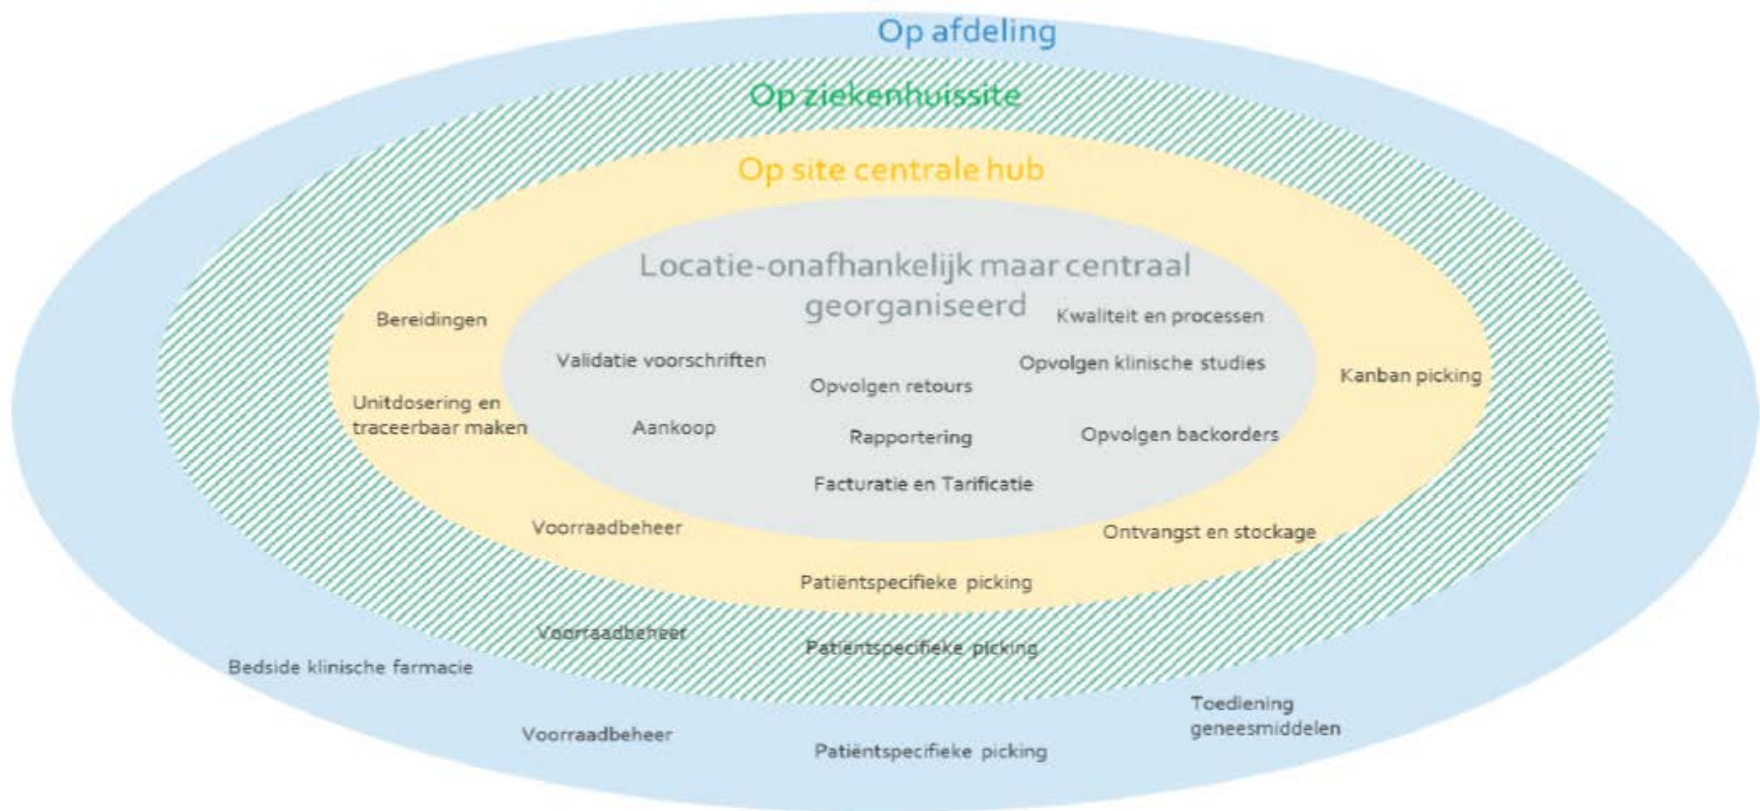 Op afdeling
Op ziekenhuissite
Op site centrale hub
Locatie-onafhankelijk maar centraal
georganiseerd
Kwaliteit en processen
Bereidingen
Validatie voorschriften
Opvolgen klinische studies
Kanban picking
Opvolgen retours
Unitdosering en
traceerbaar maken
Aankoop
Rapportering
Opvolgen backorders
Facturatie en Tarificatie
Voorraadbeheer
Ontvangst en stockage
Patiëntspecifieke picking
Voorraadbeheer
Patiëntspecifieke picking
Bedside klinische farmacie
Toediening
geneesmiddelen
Voorraadbeheer
Patiëntspecifieke picking